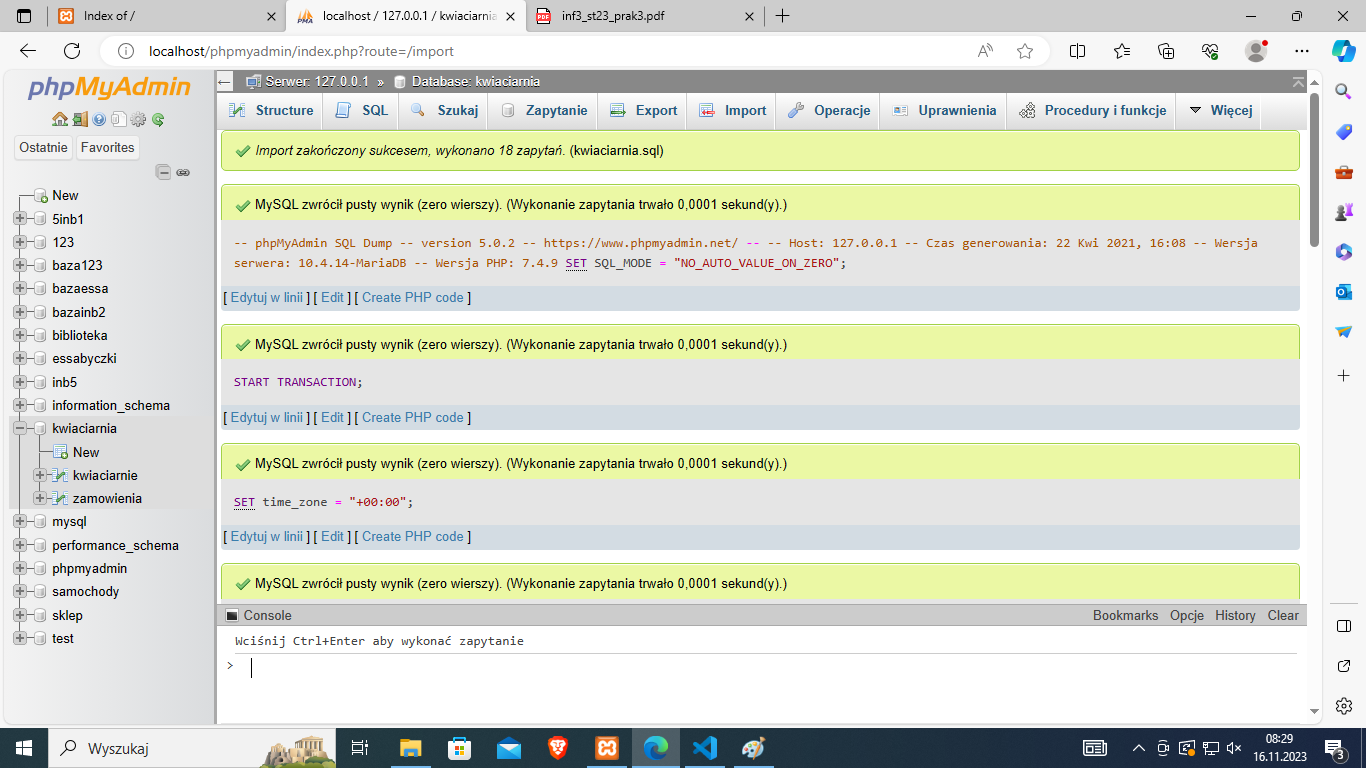 Index of /
localhost / 127.0.0.1 / kwiaciarnia
inf3_st23_prak3.pdf
localhost/phpmyadmin/index.php?route=/import
phpMyAdmin
Ostatnie
Favorites
New
5inb1
123
baza123
bazaessa
bazainb2
biblioteka
essabyczki
inb5
information_schema
kwiaciarnia
New
kwiaciarnie
zamowienia
mysql
performance_schema
phpmyadmin
samochody
sklep
test
Serwer: 127.0.0.1 » Database: kwiaciarnia
Structure SQL Szukaj Zapytanie Export Import Operacje Uprawnienia Procedury i funkcje Więcej
Import zakończony sukcesem, wykonano 18 zapytań. (kwiaciarnia.sql)
MySQL zwrócił pusty wynik (zero wierszy). (Wykonanie zapytania trwało 0,0001 sekund(y).)
-- phpMyAdmin SQL Dump -- version 5.0.2 -- https://www.phpmyadmin.net/ -- -- Host: 127.0.0.1 -- Czas generowania: 22 Kwi 2021, 16:08 -- Wersja
serwera: 10.4.14-MariaDB -- Wersja PHP: 7.4.9 SET SQL_MODE = "NO_AUTO_VALUE_ON_ZERO";
[ Edytuj w linii ] [ Edit ] [ Create PHP code ]
MySQL zwrócił pusty wynik (zero wierszy). (Wykonanie zapytania trwało 0,0001 sekund(y).)
START TRANSACTION;
[ Edytuj w linii ] [ Edit ] [ Create PHP code ]
MySQL zwrócił pusty wynik (zero wierszy). (Wykonanie zapytania trwało 0,0001 sekund(y).)
SET time_zone = "+00:00";
[ Edytuj w linii ] [ Edit ] [ Create PHP code ]
MySQL zwrócił pusty wynik (zero wierszy). (Wykonanie zapytania trwało 0,0001 sekund(y).)
Console
Bookmarks Opcje History Clear
Wciśnij Ctrl+Enter aby wykonać zapytanie
>
Wyszukaj
08:29
16.11.2023
3